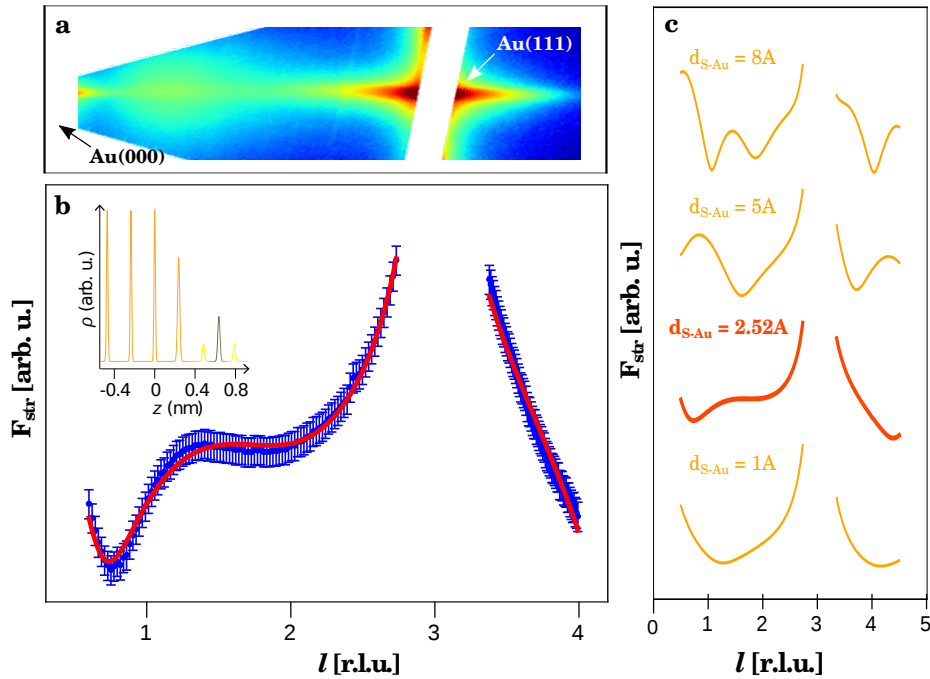 a
Au(111)
Au(000)
b
ρ (arb. u.)
-0.4 0 0.4 0.8
z (nm)
F_str [arb. u.]
1 2 3 4
l [r.l.u.]
c
d_S-Au = 8A
d_S-Au = 5A
d_S-Au = 2.52A
d_S-Au = 1A
F_str [arb. u.]
0 1 2 3 4 5
l [r.l.u.]